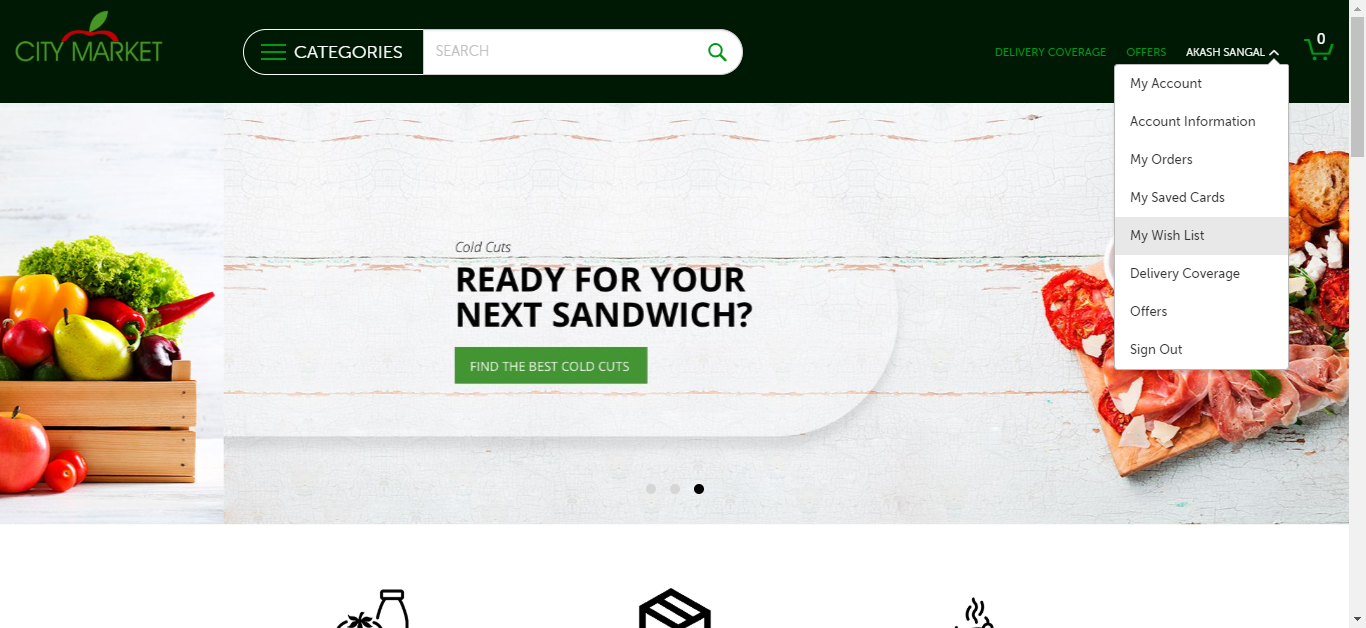 CITY MARKET
CATEGORIES
SEARCH
DELIVERY COVERAGE
OFFERS
AKASH SANGAL
0
My Account
Account Information
My Orders
My Saved Cards
My Wish List
Delivery Coverage
Offers
Sign Out
Cold Cuts
READY FOR YOUR
NEXT SANDWICH?
FIND THE BEST COLD CUTS